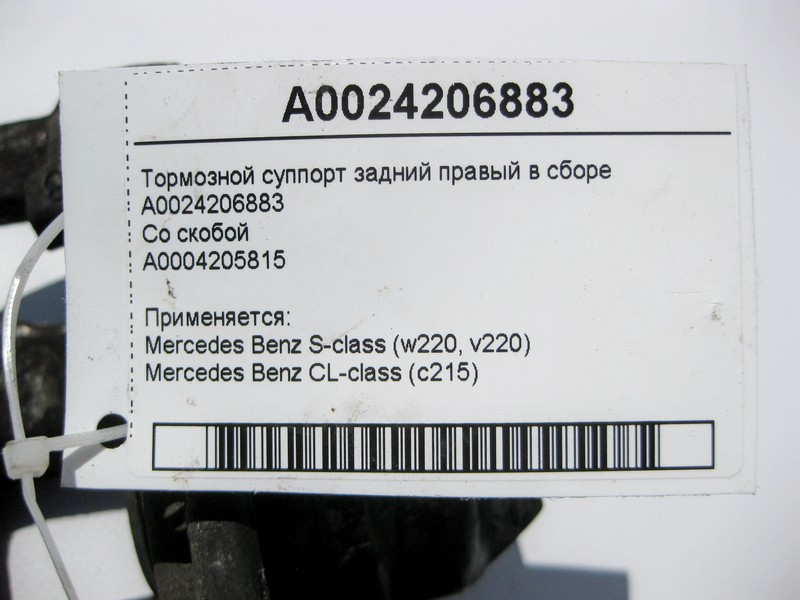 A0024206883
Тормозной суппорт задний правый в сборе
A0024206883
Со скобой
A0004205815
Применяется:
Mercedes Benz S-class (w220, v220)
Mercedes Benz CL-class (c215)